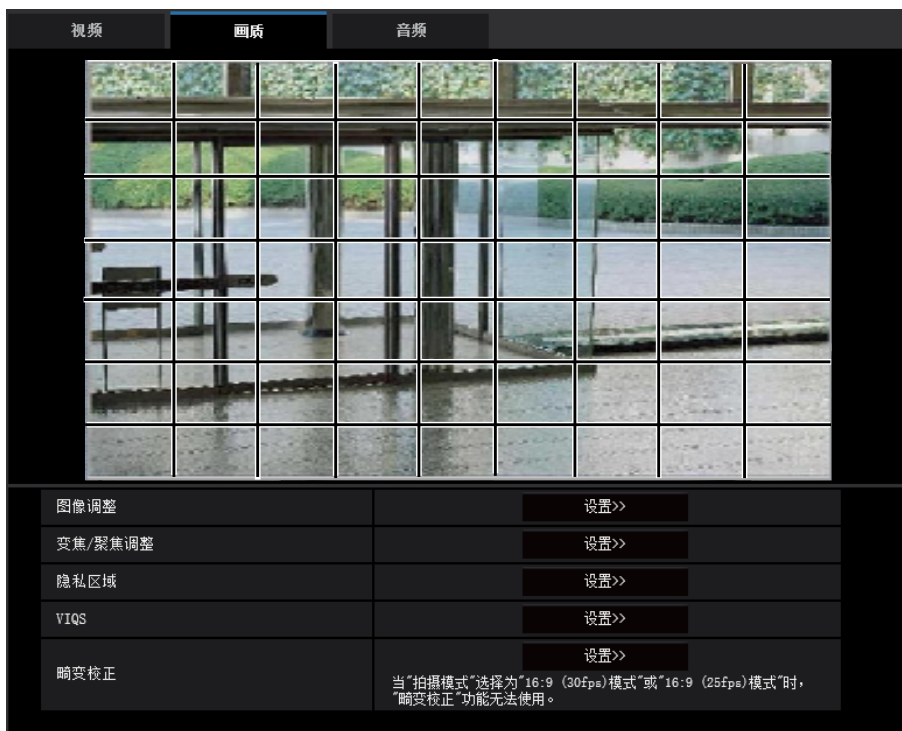 视频 画质 音频
图像调整 设置>>
变焦/聚焦调整 设置>>
隐私区域 设置>>
VIQS 设置>>
畸变校正 设置>>
当"拍摄模式"选择为"16:9 (30fps)模式"或"16:9 (25fps)模式"时，
"畸变校正"功能无法使用。